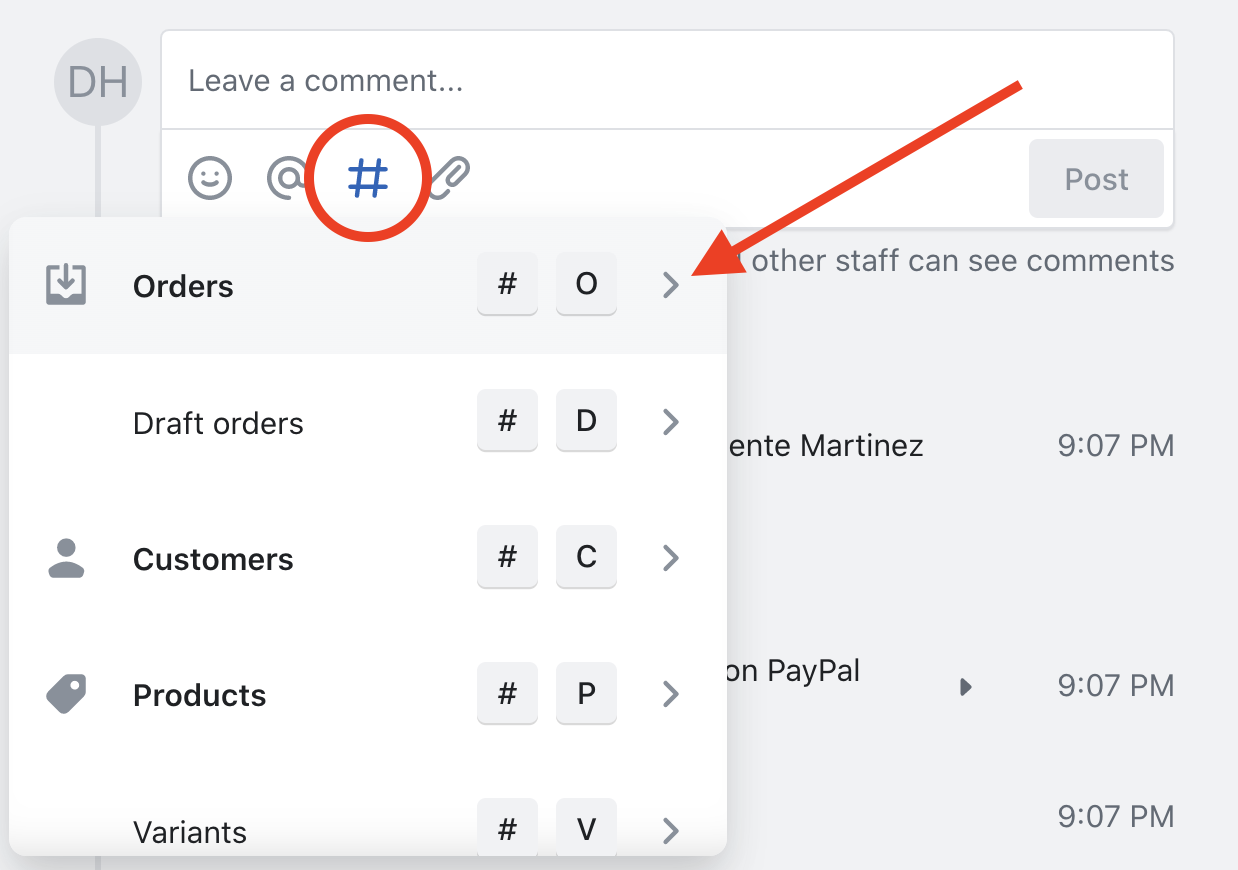 DH
Leave a comment...
Post
other staff can see comments
Orders # O
Draft orders # D
ente Martinez 9:07 PM
Customers # C
on PayPal 9:07 PM
Products # P
9:07 PM
Variants # V